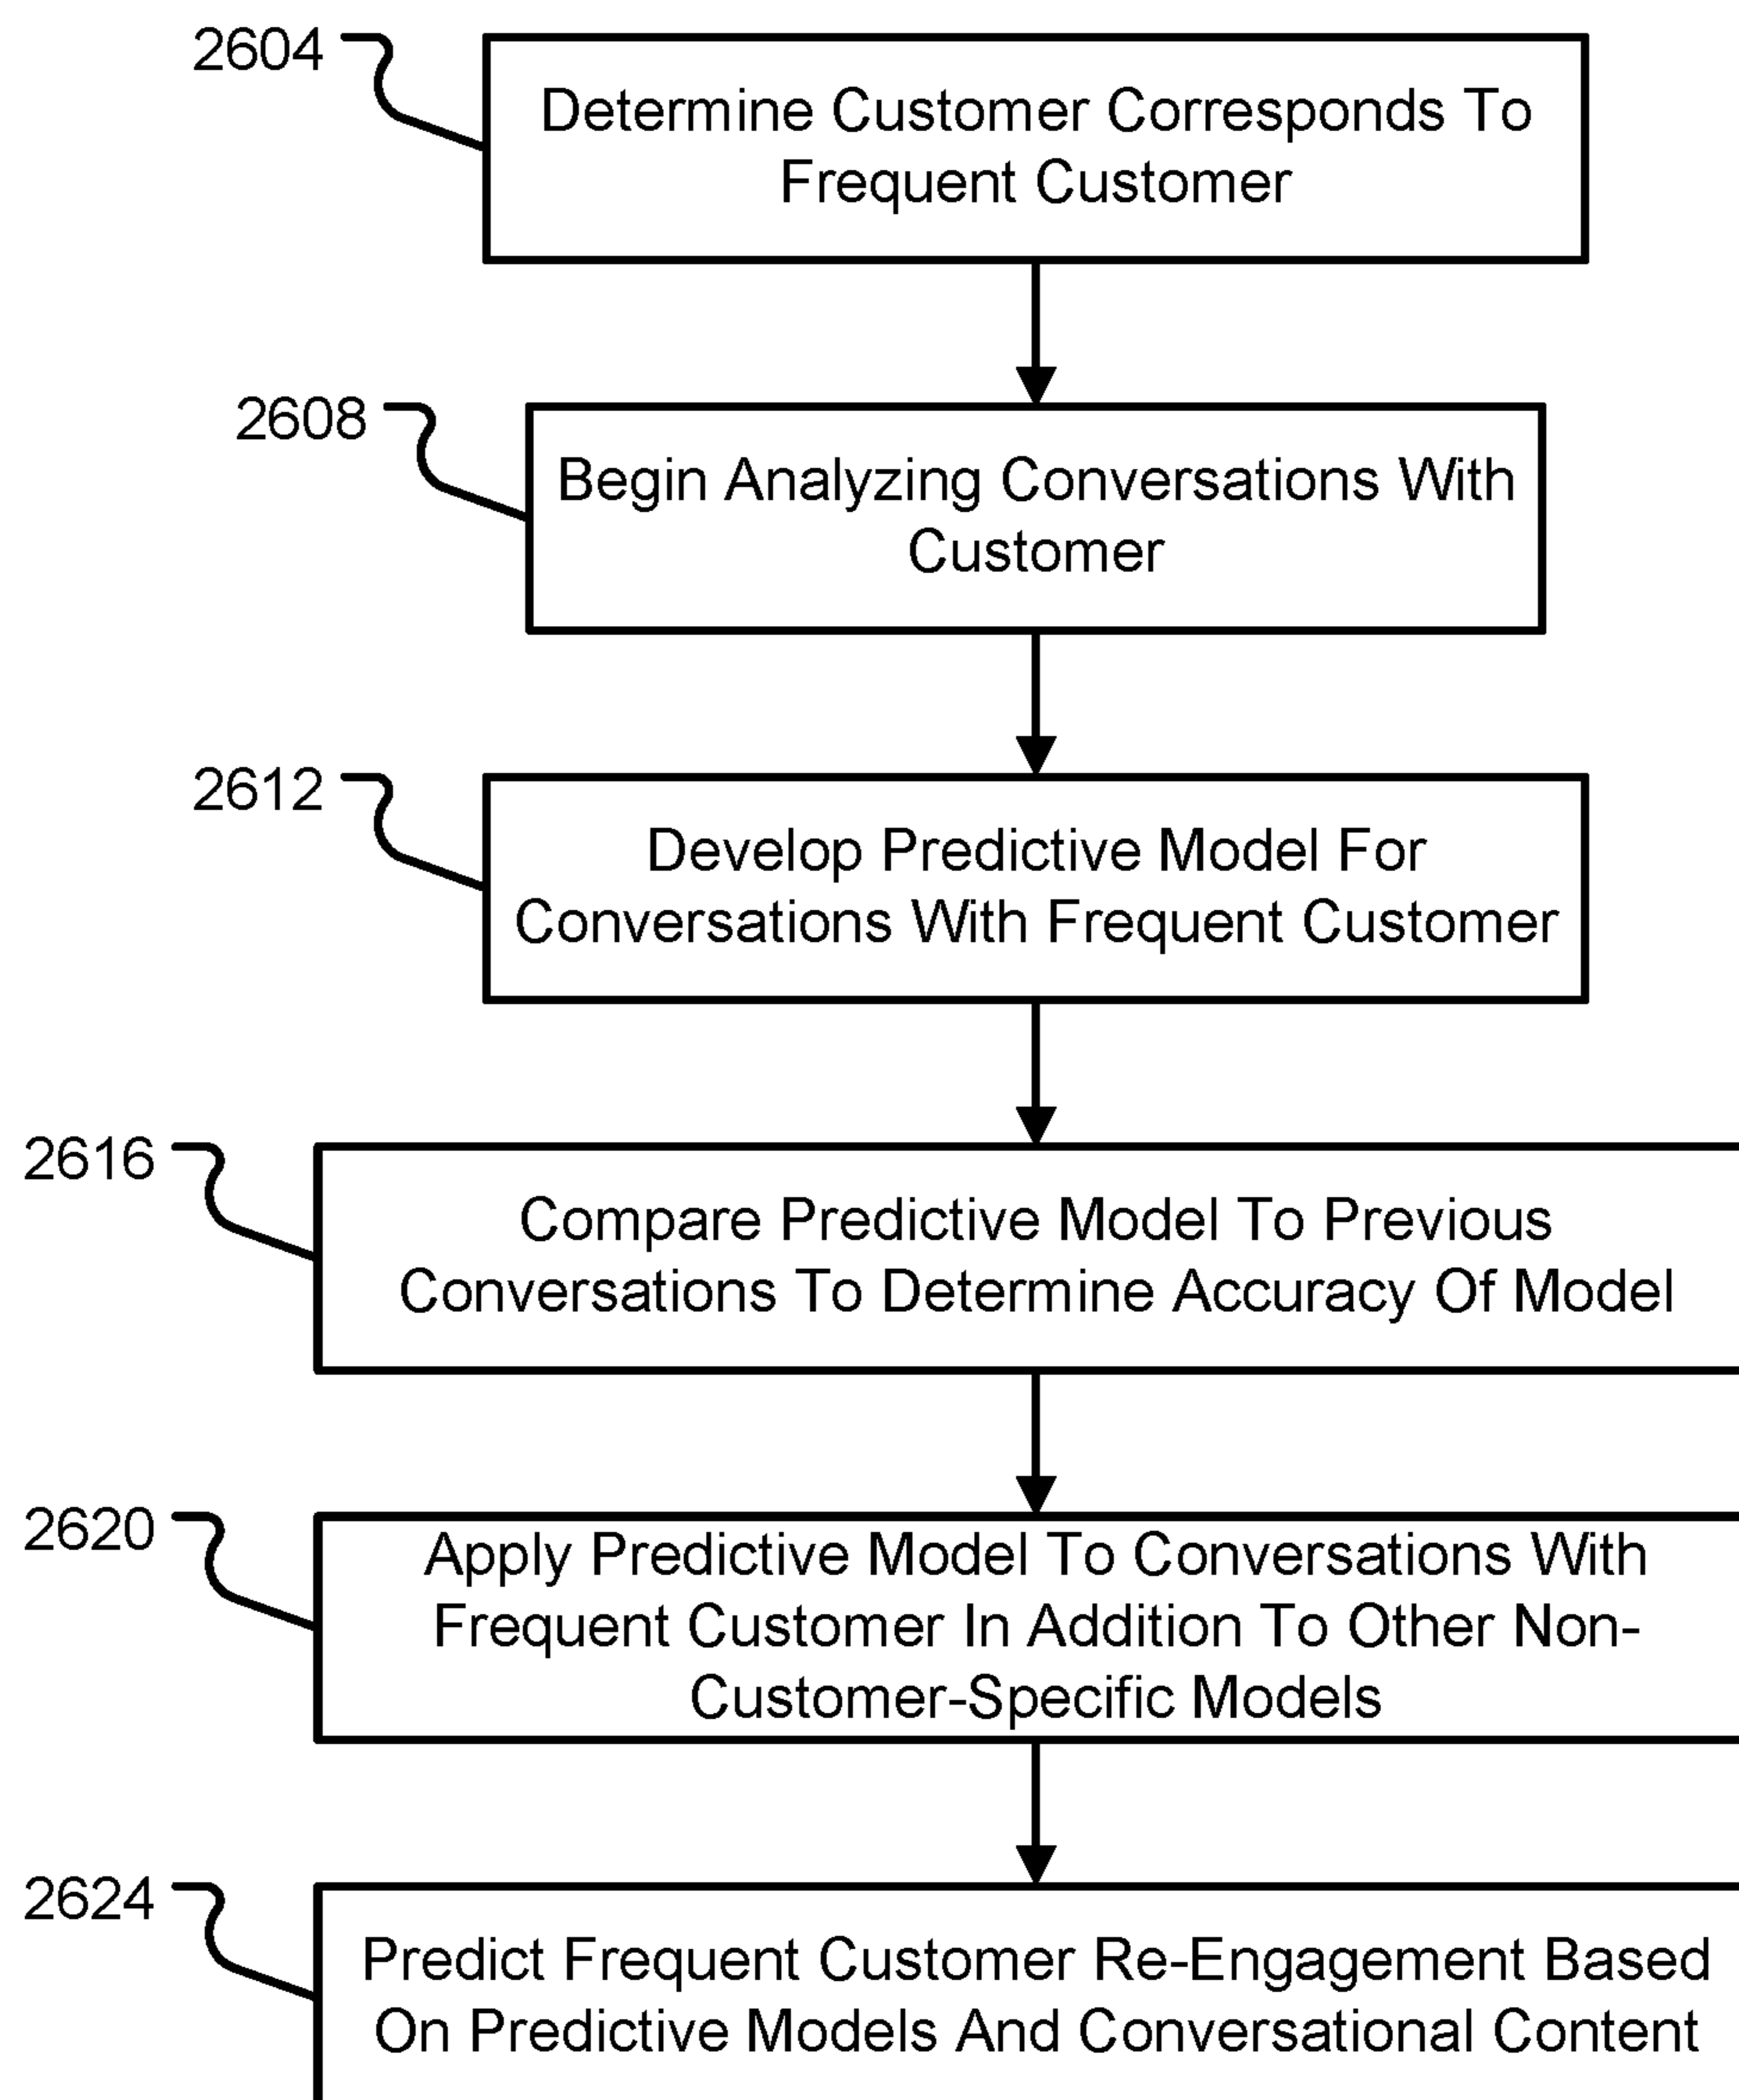 2604
Determine Customer Corresponds To
Frequent Customer
2608
Begin Analyzing Conversations With
Customer
2612
Develop Predictive Model For
Conversations With Frequent Customer
2616
Compare Predictive Model To Previous
Conversations To Determine Accuracy Of Model
2620
Apply Predictive Model To Conversations With
Frequent Customer In Addition To Other Non-
Customer-Specific Models
2624
Predict Frequent Customer Re-Engagement Based
On Predictive Models And Conversational Content